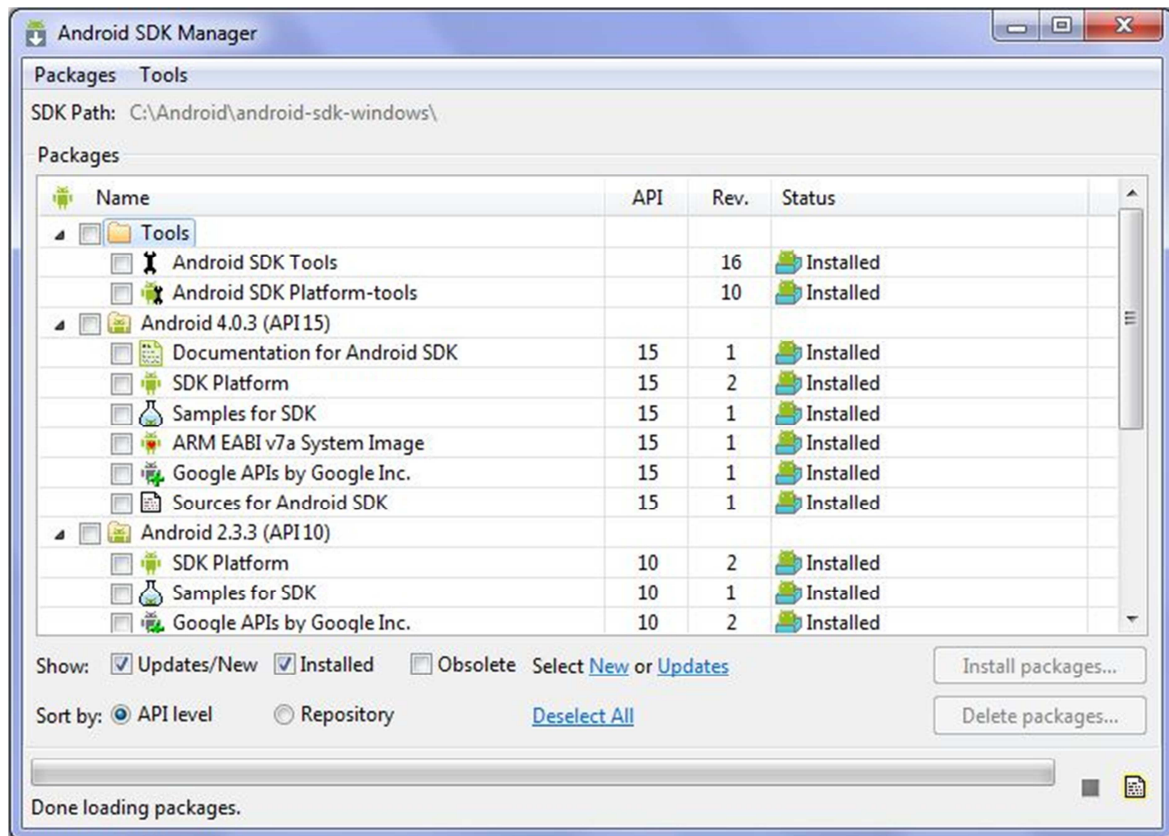 Android SDK Manager
Packages Tools
SDK Path: C:\Android\android-sdk-windows\
Packages
Name API Rev. Status
Tools
Android SDK Tools 16 Installed
Android SDK Platform-tools 10 Installed
Android 4.0.3 (API 15)
Documentation for Android SDK 15 1 Installed
SDK Platform 15 2 Installed
Samples for SDK 15 1 Installed
ARM EABI v7a System Image 15 1 Installed
Google APIs by Google Inc. 15 1 Installed
Sources for Android SDK 15 1 Installed
Android 2.3.3 (API 10)
SDK Platform 10 2 Installed
Samples for SDK 10 1 Installed
Google APIs by Google Inc. 10 2 Installed
Show: Updates/New Installed Obsolete Select New or Updates Install packages...
Sort by: API level Repository Deselect All Delete packages...
Done loading packages.